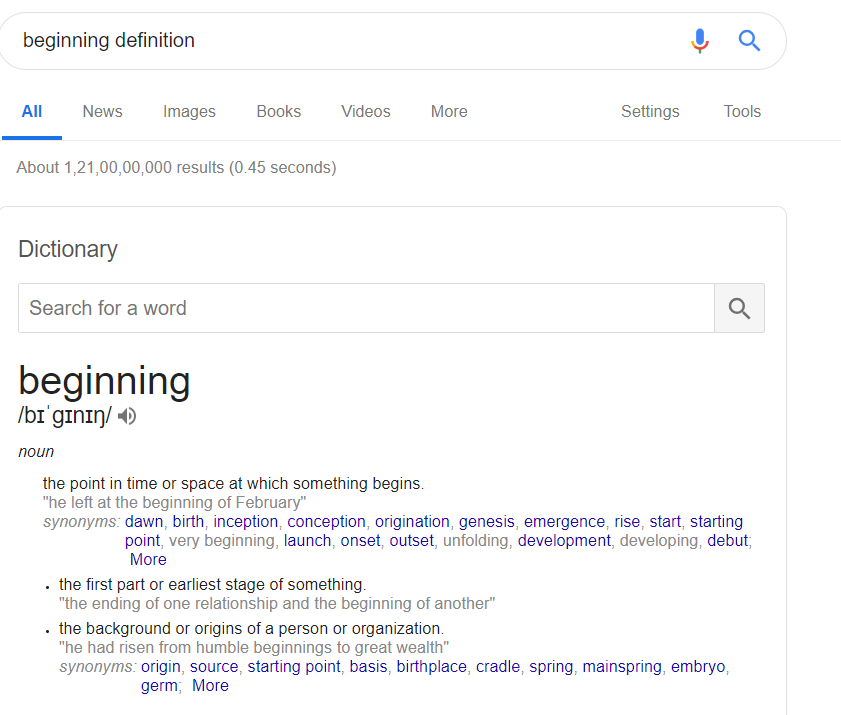 beginning definition
All News Images Books Videos More Settings Tools
About 1,21,00,00,000 results (0.45 seconds)
Dictionary
Search for a word
beginning
/bɪˈɡɪnɪŋ/
noun
the point in time or space at which something begins.
"he left at the beginning of February"
synonyms: dawn, birth, inception, conception, origination, genesis, emergence, rise, start, starting
point, very beginning, launch, onset, outset, unfolding, development, developing, debut;
More
• the first part or earliest stage of something.
"the ending of one relationship and the beginning of another"
• the background or origins of a person or organization.
"he had risen from humble beginnings to great wealth"
synonyms: origin, source, starting point, basis, birthplace, cradle, spring, mainspring, embryo,
germ; More